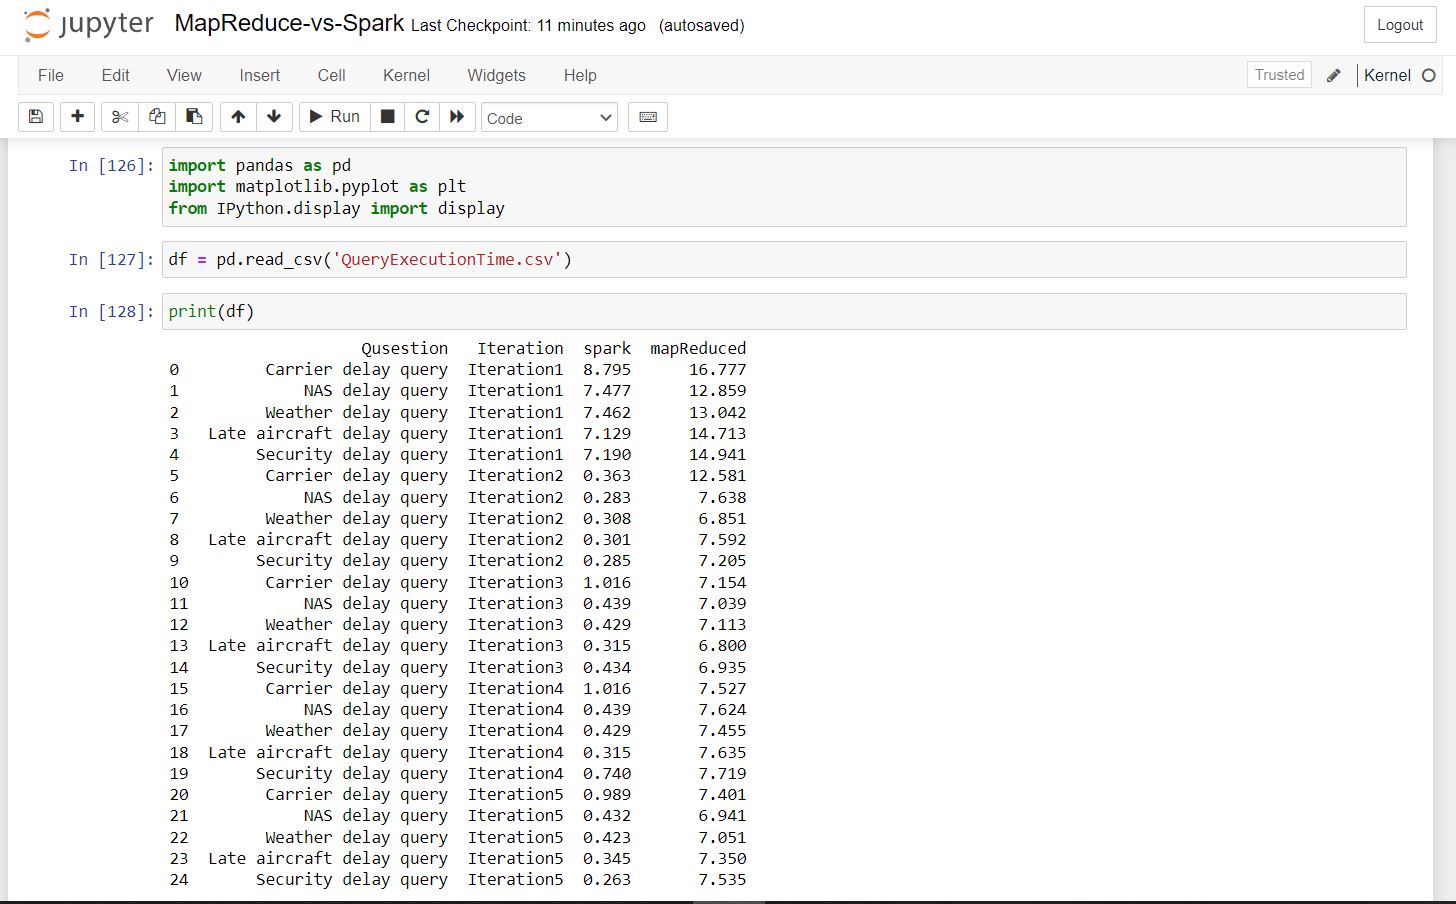 jupyter MapReduce-vs-Spark Last Checkpoint: 11 minutes ago (autosaved) Logout
File Edit View Insert Cell Kernel Widgets Help Trusted Kernel
Run Code
In [126]: import pandas as pd
import matplotlib.pyplot as plt
from IPython.display import display
In [127]: df = pd.read_csv('QueryExecutionTime.csv')
In [128]: print(df)
Qusestion Iteration spark mapReduced
0 Carrier delay query Iteration1 8.795 16.777
1 NAS delay query Iteration1 7.477 12.859
2 Weather delay query Iteration1 7.462 13.042
3 Late aircraft delay query Iteration1 7.129 14.713
4 Security delay query Iteration1 7.190 14.941
5 Carrier delay query Iteration2 0.363 12.581
6 NAS delay query Iteration2 0.283 7.638
7 Weather delay query Iteration2 0.308 6.851
8 Late aircraft delay query Iteration2 0.301 7.592
9 Security delay query Iteration2 0.285 7.205
10 Carrier delay query Iteration3 1.016 7.154
11 NAS delay query Iteration3 0.439 7.039
12 Weather delay query Iteration3 0.429 7.113
13 Late aircraft delay query Iteration3 0.315 6.800
14 Security delay query Iteration3 0.434 6.935
15 Carrier delay query Iteration4 1.016 7.527
16 NAS delay query Iteration4 0.439 7.624
17 Weather delay query Iteration4 0.429 7.455
18 Late aircraft delay query Iteration4 0.315 7.635
19 Security delay query Iteration4 0.740 7.719
20 Carrier delay query Iteration5 0.989 7.401
21 NAS delay query Iteration5 0.432 6.941
22 Weather delay query Iteration5 0.423 7.051
23 Late aircraft delay query Iteration5 0.345 7.350
24 Security delay query Iteration5 0.263 7.535